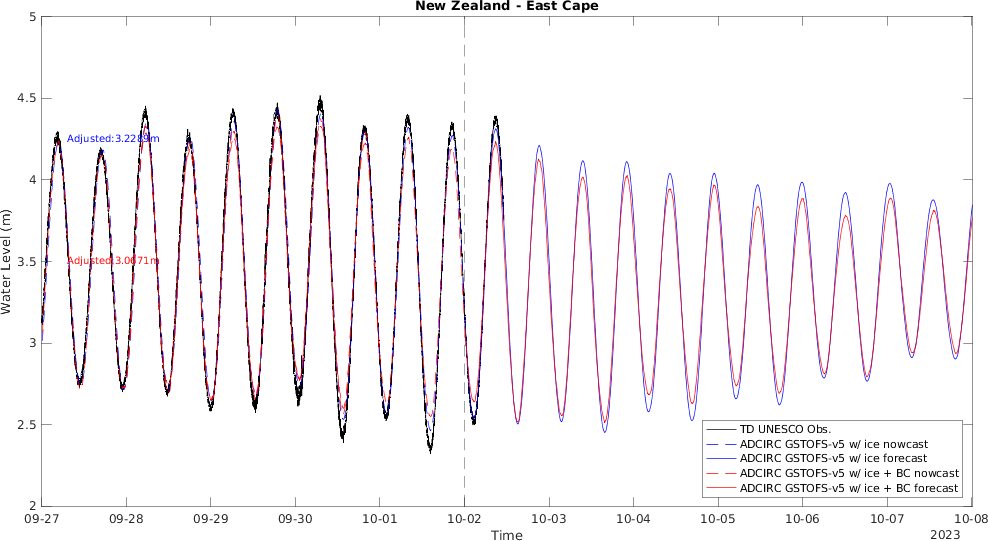 New Zealand - East Cape
5
4.5
4
3.5
3
2.5
2
Water Level (m)
Adjusted:3.2289m
Adjusted:3.0671m
TD UNESCO Obs.
ADCIRC GSTOFS-v5 w/ ice nowcast
ADCIRC GSTOFS-v5 w/ ice forecast
ADCIRC GSTOFS-v5 w/ ice + BC nowcast
ADCIRC GSTOFS-v5 w/ ice + BC forecast
09-27 09-28 09-29 09-30 10-01 10-02 10-03 10-04 10-05 10-06 10-07 10-08
Time
2023